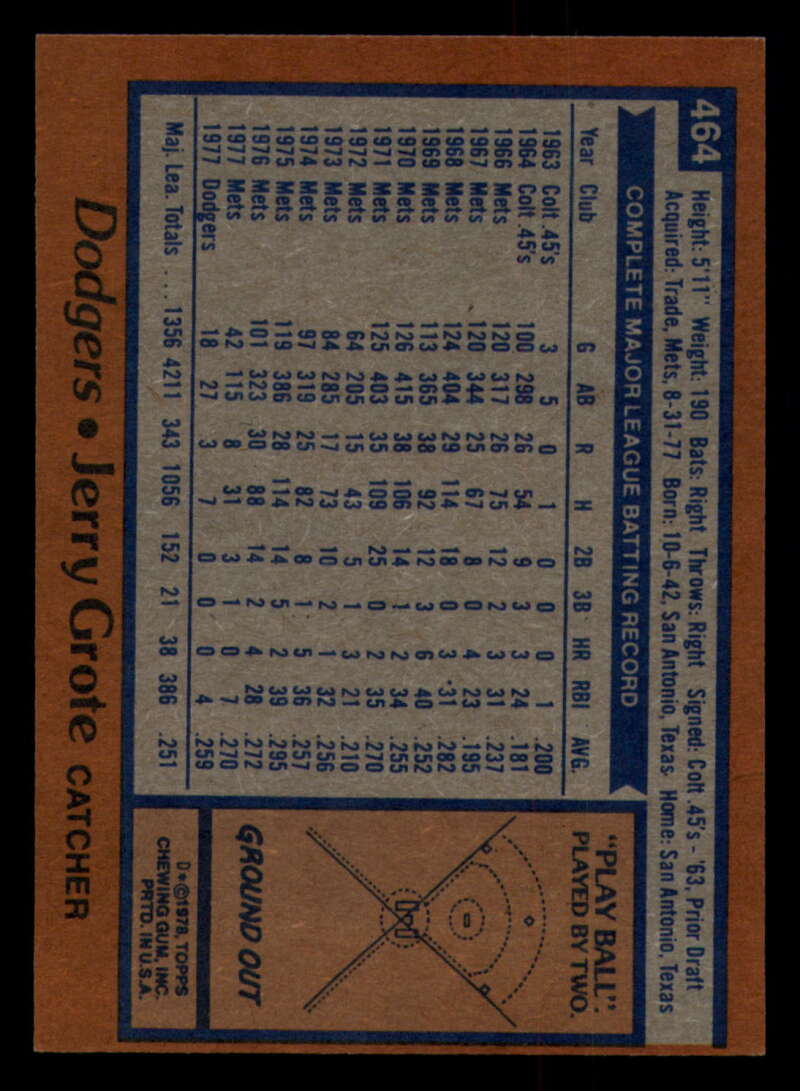 464
Height: 5'11" Weight: 190 Bats: Right Throws: Right Signed: Colt .45's - '63, Prior Draft
Acquired: Trade, Mets, 8-31-77 Born: 10-6-42, San Antonio, Texas Home: San Antonio, Texas
COMPLETE MAJOR LEAGUE BATTING RECORD
Year Club G AB R H 2B 3B HR RBI AVG.
1963 Colt .45's 3 5 0 1 0 0 0 1 .200
1964 Colt .45's 100 298 26 54 9 3 3 24 .181
1966 Mets 120 317 26 75 12 2 3 31 .237
1967 Mets 120 344 25 67 8 0 4 23 .195
1968 Mets 124 404 29 114 18 0 3 31 .282
1969 Mets 113 365 38 92 12 3 6 40 .252
1970 Mets 126 415 38 106 14 1 2 34 .255
1971 Mets 125 403 35 109 25 0 2 35 .270
1972 Mets 64 205 15 43 5 1 3 21 .210
1973 Mets 84 285 17 73 10 2 1 32 .256
1974 Mets 97 319 25 82 8 1 5 36 .257
1975 Mets 119 386 28 114 14 5 2 39 .295
1976 Mets 101 323 30 88 14 2 4 28 .272
1977 Mets 42 115 8 31 3 1 0 7 .270
1977 Dodgers 18 27 3 7 0 0 0 4 .259
Maj. Lea. Totals ... 1356 4211 343 1056 152 21 38 386 .251
"PLAY BALL".
PLAYED BY TWO.
GROUND OUT
D*©1978, TOPPS
CHEWING GUM, INC.
PRTD. IN U.S.A.
Dodgers • Jerry Grote CATCHER